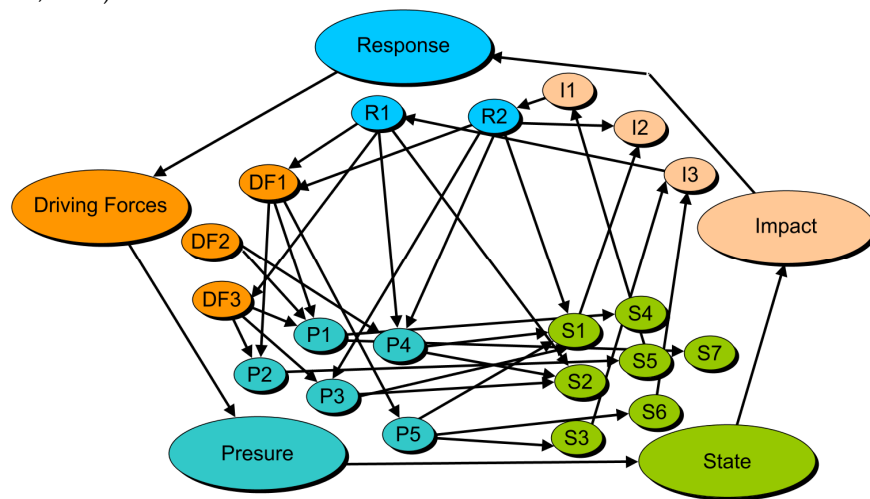 Response
I1
R1
R2
I2
I3
DF1
Driving Forces
Impact
DF2
DF3
P1
P4
S1
S4
S7
P2
S5
S2
P3
S6
P5
S3
Presure
State